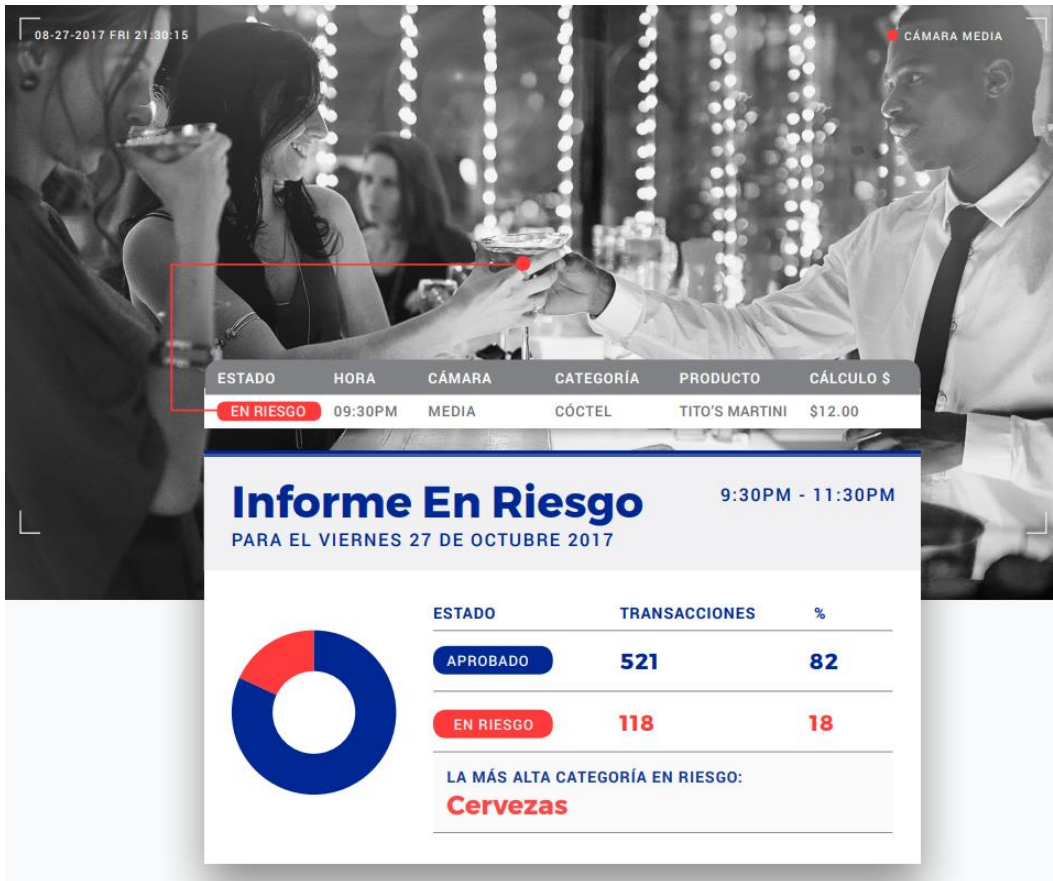 08-27-2017 FRI 21:30:15
CÁMARA MEDIA
ESTADO HORA CÁMARA CATEGORÍA PRODUCTO CÁLCULO $
EN RIESGO 09:30PM MEDIA CÓCTEL TITO'S MARTINI $12.00
Informe En Riesgo
9:30PM - 11:30PM
PARA EL VIERNES 27 DE OCTUBRE 2017
ESTADO TRANSACCIONES %
APROBADO 521 82
EN RIESGO 118 18
LA MÁS ALTA CATEGORÍA EN RIESGO:
Cervezas